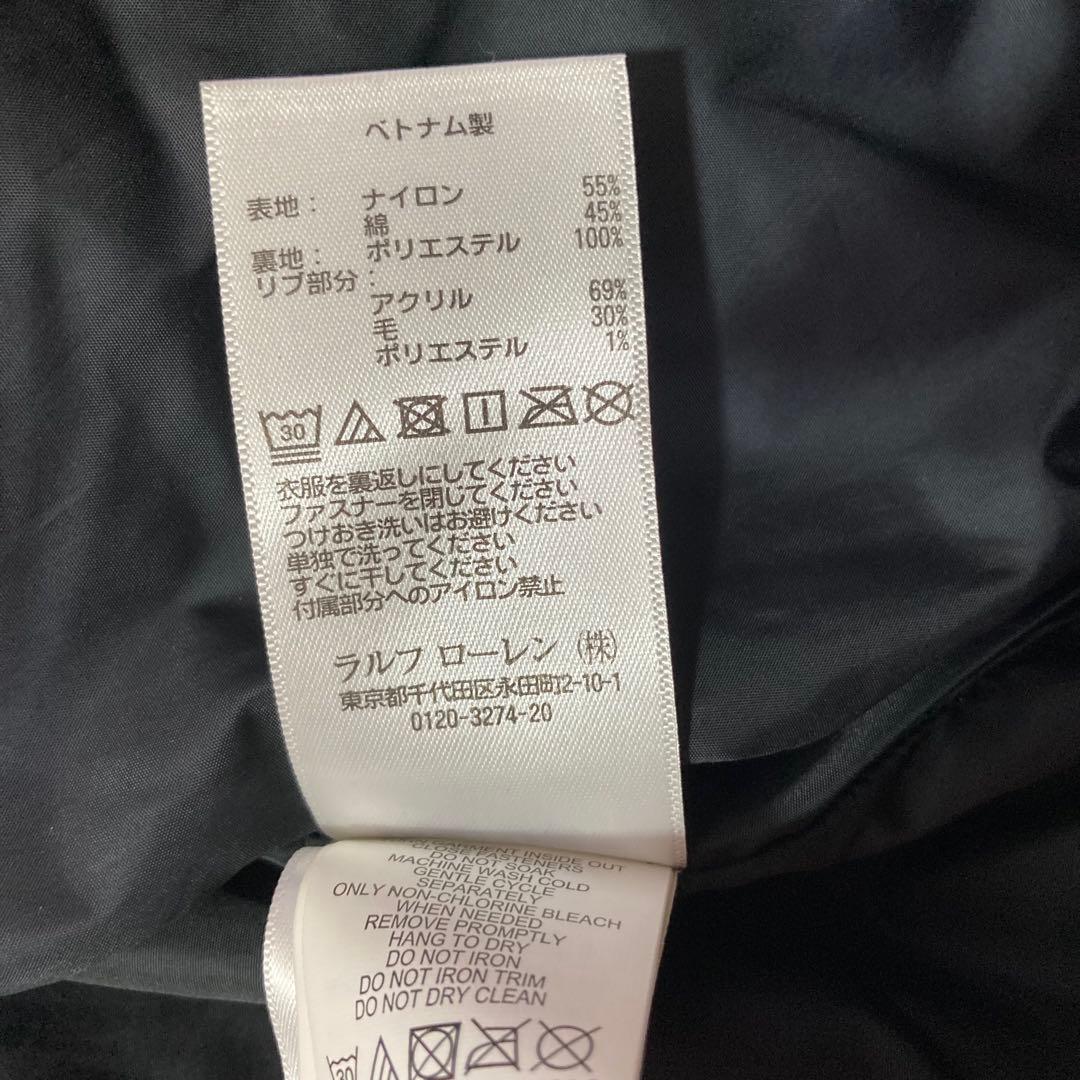 ベトナム製
表地： ナイロン 55%
綿 45%
裏地： ポリエステル 100%
リブ部分：
アクリル 69%
毛 30%
ポリエステル 1%
30
衣服を裏返しにしてください
ファスナーを閉してください
つけおき洗いはお避けください
単独で洗ってください
すぐに干してください
付属部分へのアイロン禁止
ラルフ ローレン（株）
東京都千代田区永田町2-10-1
0120-3274-20
GARMENT INSIDE OUT
CLOSE FASTENERS
DO NOT SOAK
MACHINE WASH COLD
GENTLE CYCLE
SEPARATELY
ONLY NON-CHLORINE BLEACH
WHEN NEEDED
REMOVE PROMPTLY
HANG TO DRY
DO NOT IRON
DO NOT IRON TRIM
DO NOT DRY CLEAN
30